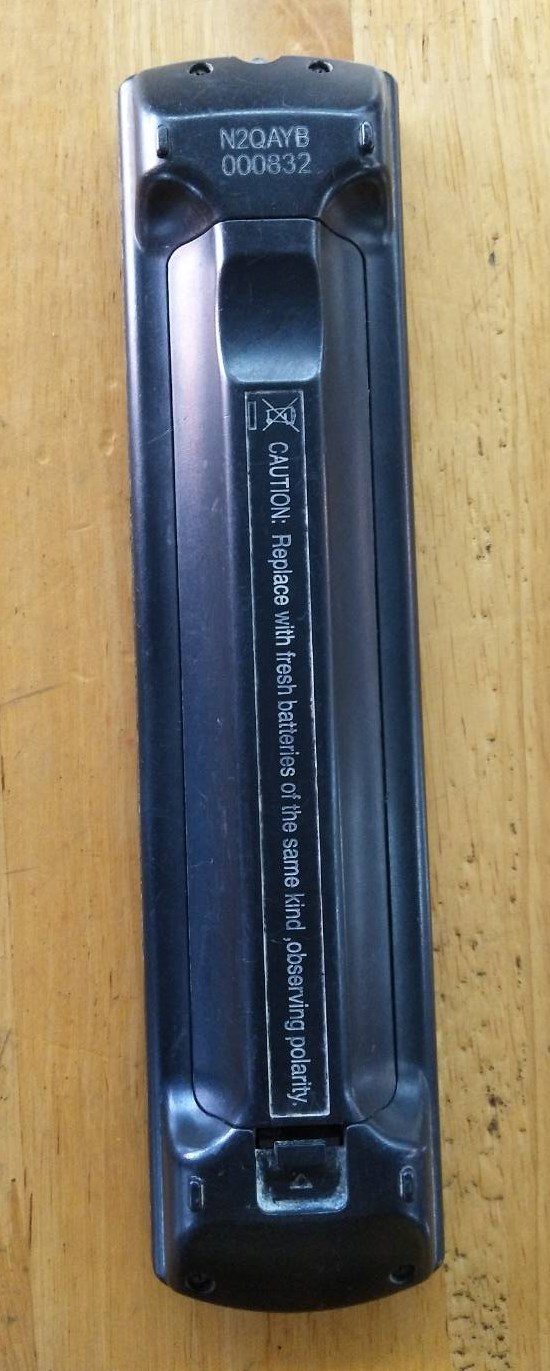 N2QAYB
000832
CAUTION: Replace with fresh batteries of the same kind ,observing polarity.